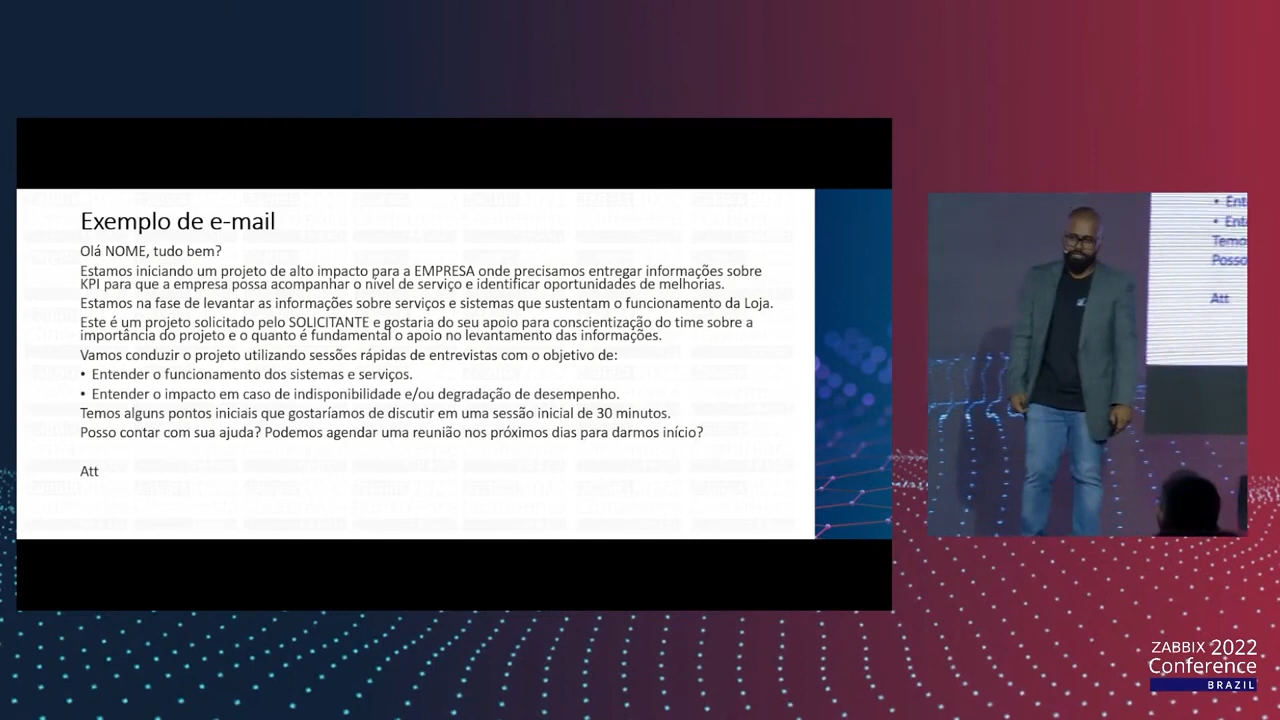 Exemplo de e-mail
Olá NOME, tudo bem?
Estamos iniciando um projeto de alto impacto para a EMPRESA onde precisamos entregar informações sobre
KPI para que a empresa possa acompanhar o nível de serviço e identificar oportunidades de melhorias.
Estamos na fase de levantar as informações sobre serviços e sistemas que sustentam o funcionamento da Loja.
Este é um projeto solicitado pelo SOLICITANTE e gostaria do seu apoio para conscientização do time sobre a
importância do projeto e o quanto é fundamental o apoio no levantamento das informações.
Vamos conduzir o projeto utilizando sessões rápidas de entrevistas com o objetivo de:
• Entender o funcionamento dos sistemas e serviços.
• Entender o impacto em caso de indisponibilidade e/ou degradação de desempenho.
Temos alguns pontos iniciais que gostaríamos de discutir em uma sessão inicial de 30 minutos.
Posso contar com sua ajuda? Podemos agendar uma reunião nos próximos dias para darmos início?
Att
• Ent
• Ent
Temo
Posso
Att
ZABBIX 2022
Conference
BRAZIL